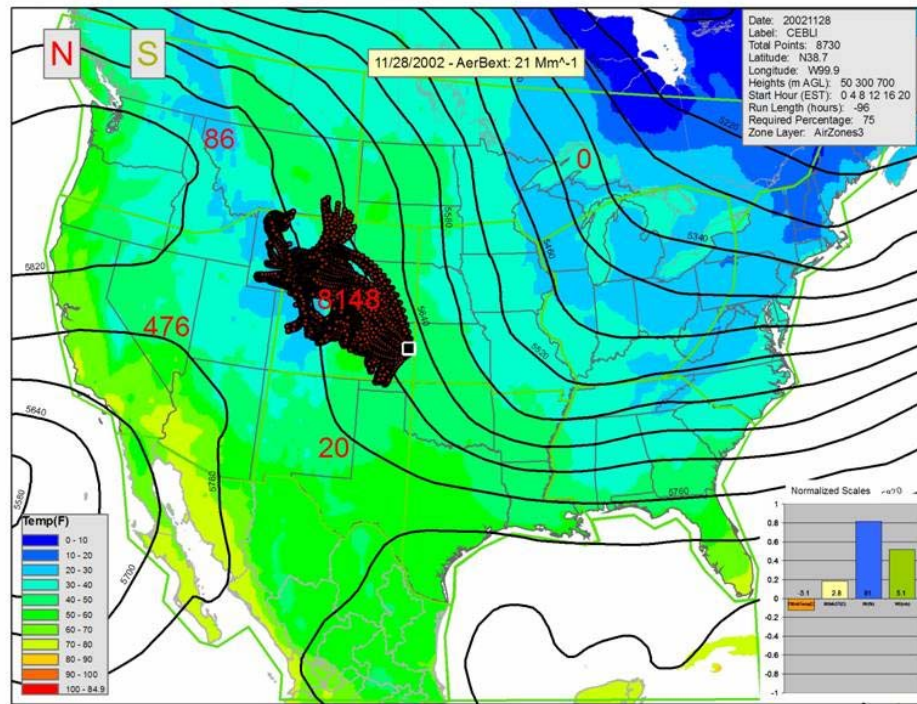 N S
11/28/2002 - AerBext: 21 Mm^-1
Date: 20021128
Label: CEBLI
Total Points: 8730
Latitude: N38.7
Longitude: W99.9
Heights (m AGL): 50 300 700
Start Hour (EST): 0 4 8 12 16 20
Run Length (hours): -96
Required Percentage: 75
Zone Layer: AirZones3
86
0
8148
476
20
5220
5340
5460
5580
5640
5520
5820
5640
5580
5700
5760
5760
Temp(F)
0 - 10
10 - 20
20 - 30
30 - 40
40 - 50
50 - 60
60 - 70
70 - 80
80 - 90
90 - 100
100 - 84.9
Normalized Scales
1
0.8
0.6
0.4
0.2
0
-0.2
-0.4
-0.6
-0.8
-1
-3.1
2.8
81
5.1